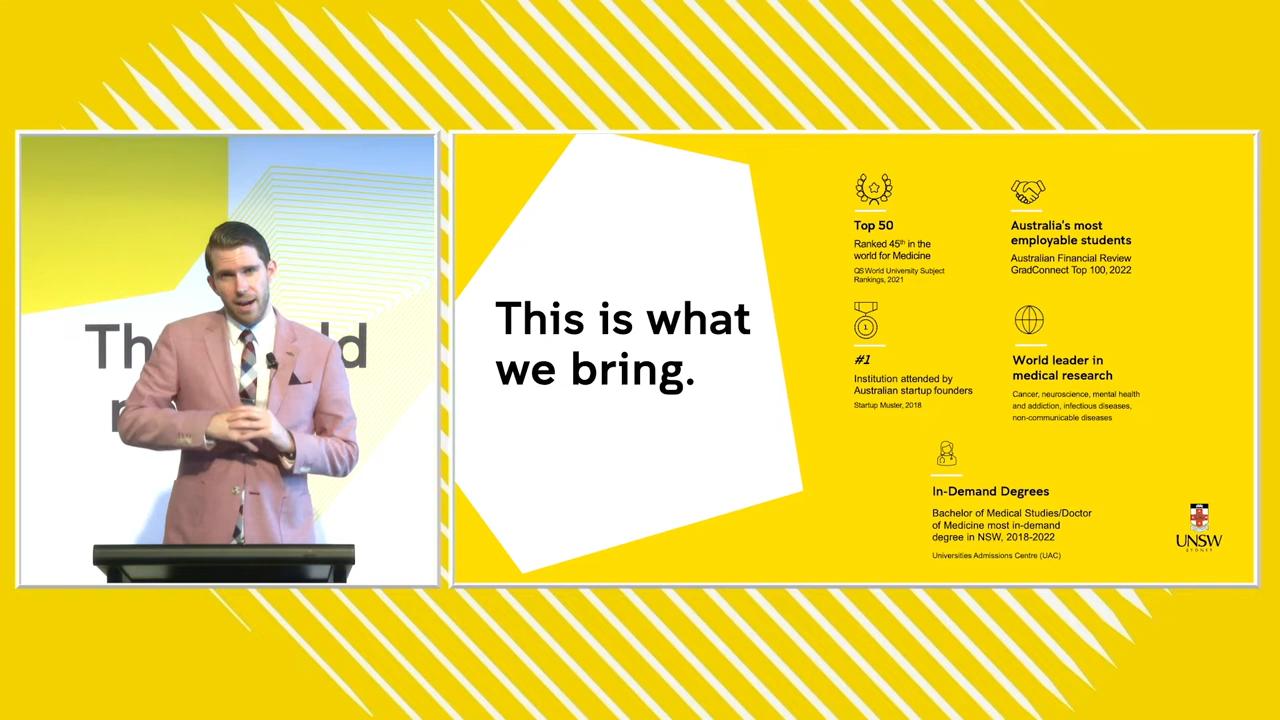 This is what
we bring.
Top 50
Ranked 45th in the
world for Medicine
QS World University Subject
Rankings, 2021
Australia's most
employable students
Australian Financial Review
GradConnect Top 100, 2022
1
#1
Institution attended by
Australian startup founders
Startup Muster, 2018
World leader in
medical research
Cancer, neuroscience, mental health
and addiction, infectious diseases,
non-communicable diseases
In-Demand Degrees
Bachelor of Medical Studies/Doctor
of Medicine most in-demand
degree in NSW, 2018-2022
Universities Admissions Centre (UAC)
UNSW
SYDNEY